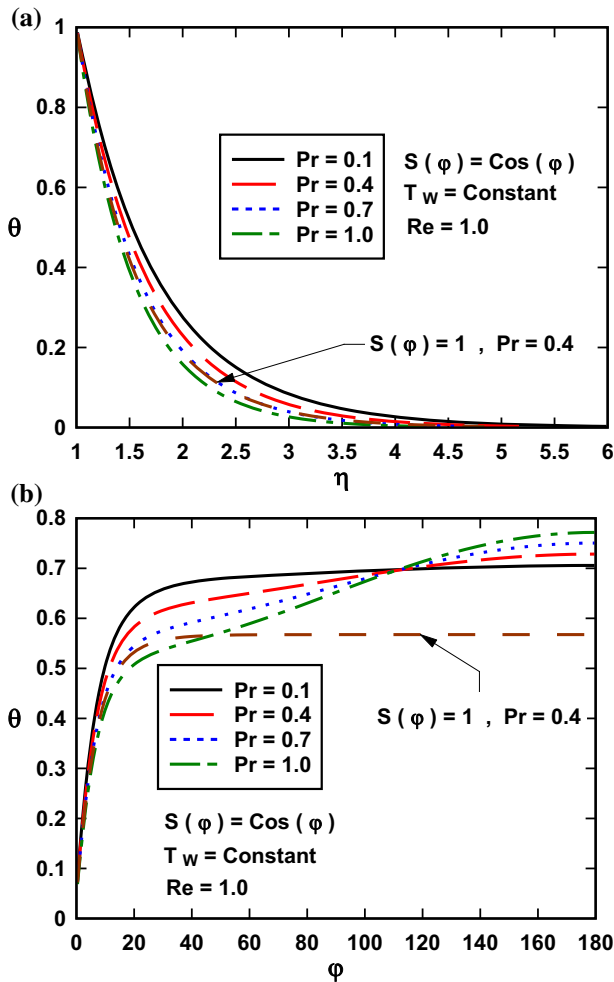 (a)
1
0.8
0.6
θ
0.4
0.2
0
Pr = 0.1
Pr = 0.4
Pr = 0.7
Pr = 1.0
S ( φ ) = Cos ( φ )
T W = Constant
Re = 1.0
S ( φ ) = 1 , Pr = 0.4
1 1.5 2 2.5 3 3.5 4 4.5 5 5.5 6
η
(b)
0.8
0.7
0.6
0.5
θ
0.4
0.3
0.2
0.1
0
S ( φ ) = 1 , Pr = 0.4
Pr = 0.1
Pr = 0.4
Pr = 0.7
Pr = 1.0
S ( φ ) = Cos ( φ )
T W = Constant
Re = 1.0
0 20 40 60 80 100 120 140 160 180
φ